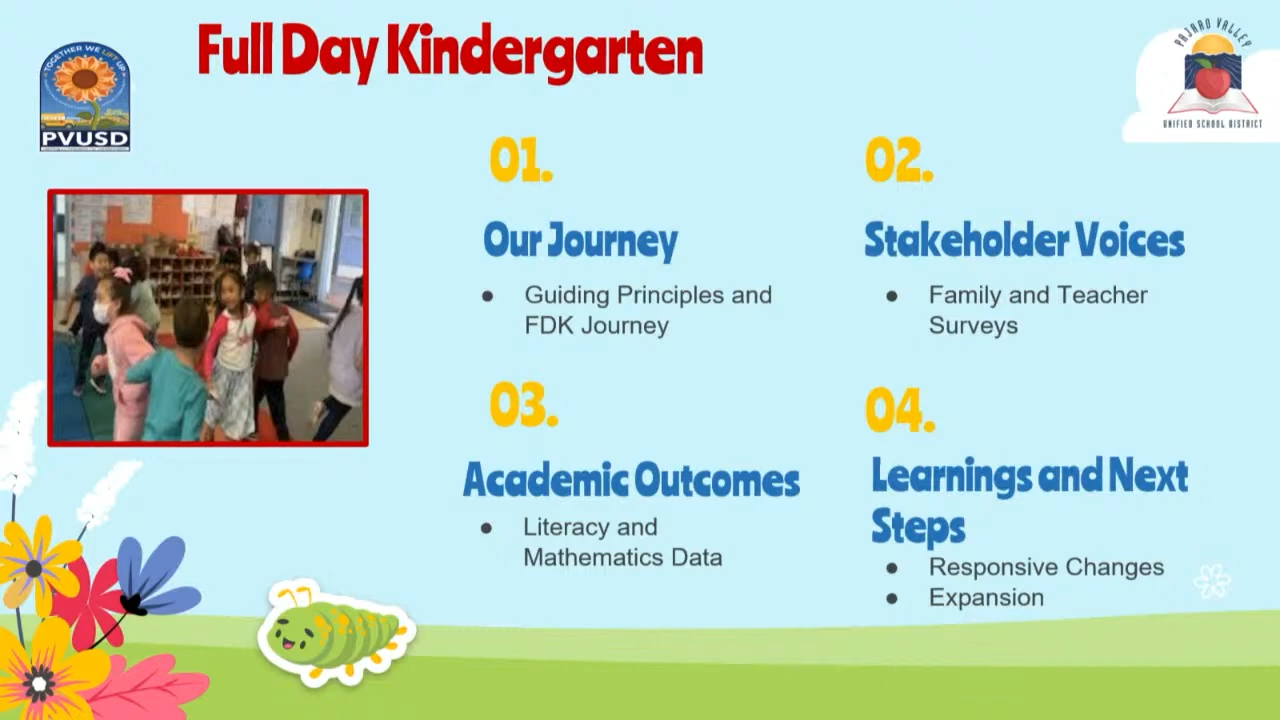 Full Day Kindergarten
TOGETHER WE LIFT UP
PVUSD
PAJARO VALLEY
UNIFIED SCHOOL DISTRICT
01.
Our Journey
● Guiding Principles and
FDK Journey
02.
Stakeholder Voices
● Family and Teacher
Surveys
03.
Academic Outcomes
● Literacy and
Mathematics Data
04.
Learnings and Next
Steps
● Responsive Changes
● Expansion